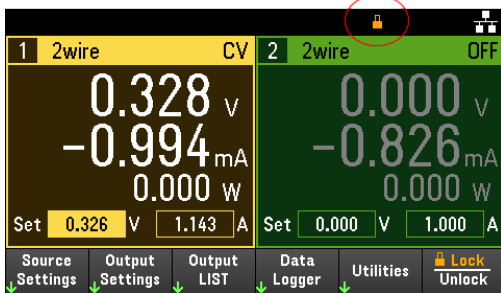 1 2wire CV
0.328 V
-0.994 mA
0.000 W
Set 0.326 V 1.143 A
2 2wire OFF
0.000 V
-0.826 mA
0.000 W
Set 0.000 V 1.000 A
Source
Settings
Output
Settings
Output
LIST
Data
Logger
Utilities
Lock
Unlock